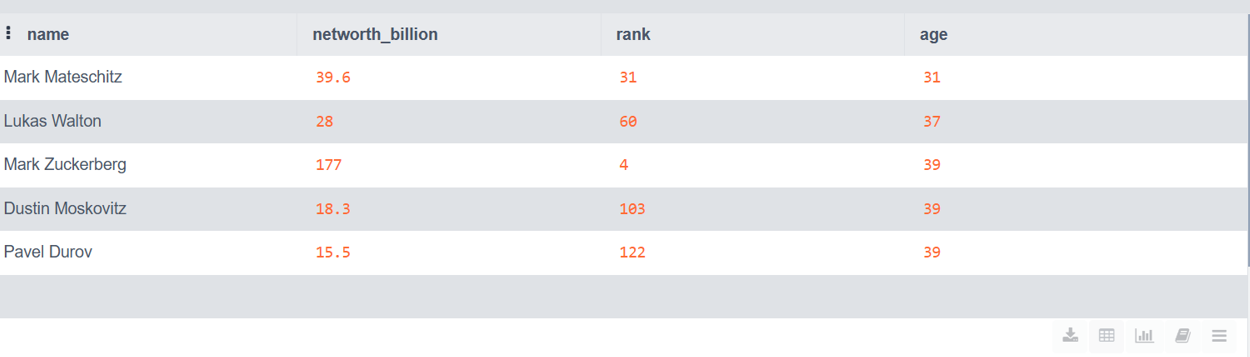 name networth_billion rank age
Mark Mateschitz 39.6 31 31
Lukas Walton 28 60 37
Mark Zuckerberg 177 4 39
Dustin Moskovitz 18.3 103 39
Pavel Durov 15.5 122 39